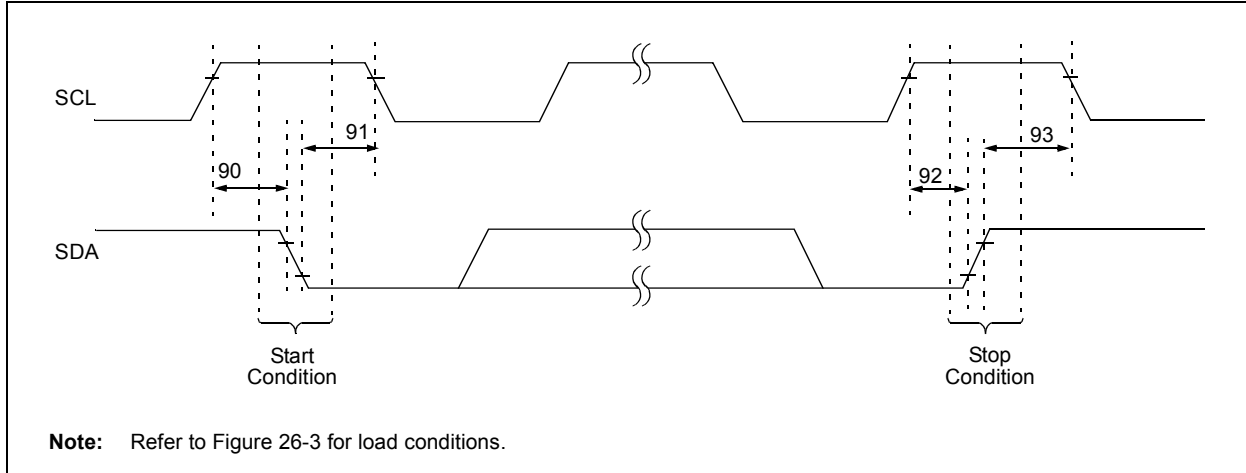 SCL
91
93
90
92
SDA
Start
Condition
Stop
Condition
Note: Refer to Figure 26-3 for load conditions.